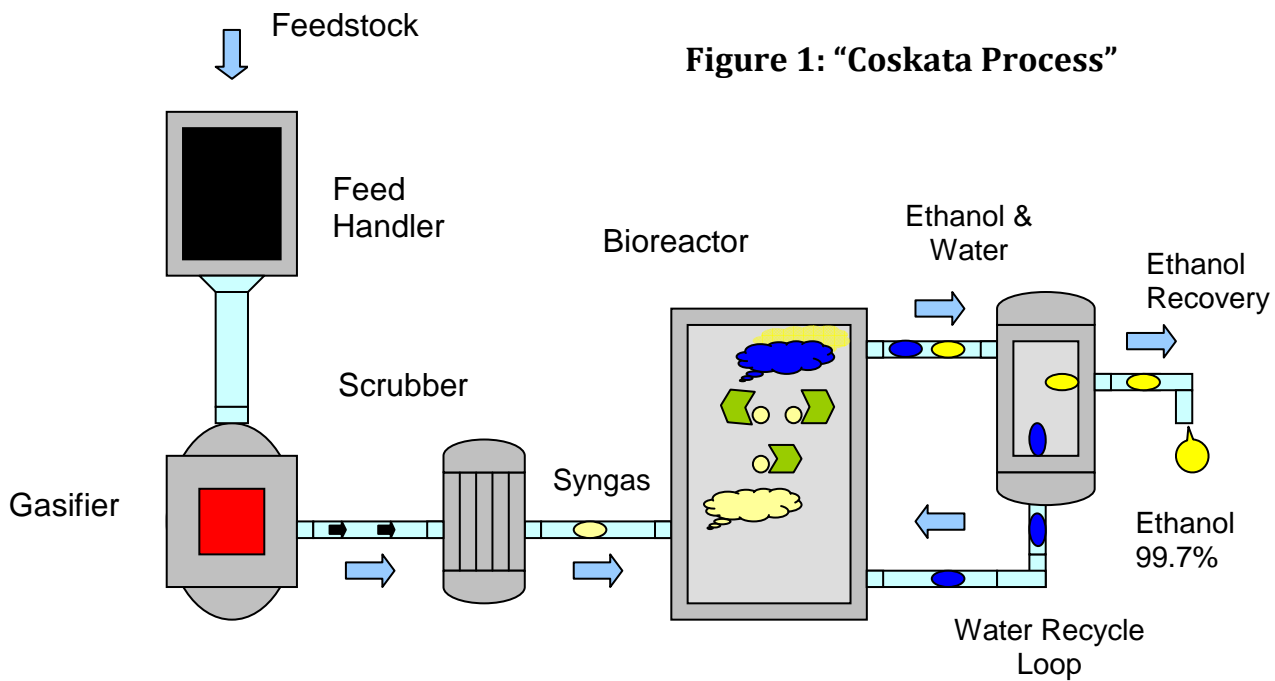 Feedstock
Figure 1: “Coskata Process”
Feed
Handler
Bioreactor
Ethanol &
Water
Ethanol
Recovery
Scrubber
Syngas
Gasifier
Ethanol
99.7%
Water Recycle
Loop